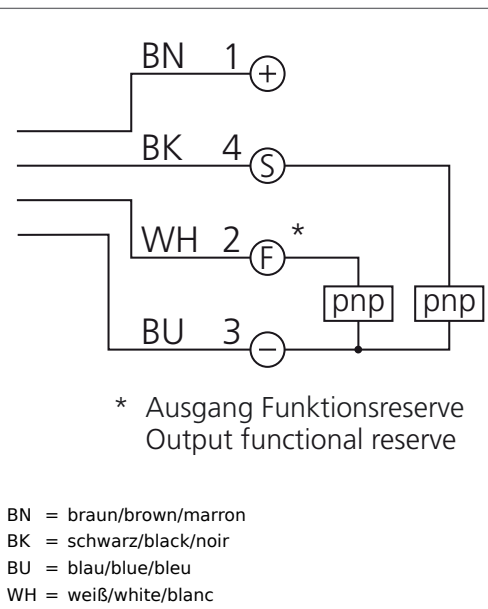 BN 1 +
BK 4 S
WH 2 F *
pnp pnp
BU 3 −
* Ausgang Funktionsreserve
Output functional reserve
BN = braun/brown/marron
BK = schwarz/black/noir
BU = blau/blue/bleu
WH = weiß/white/blanc